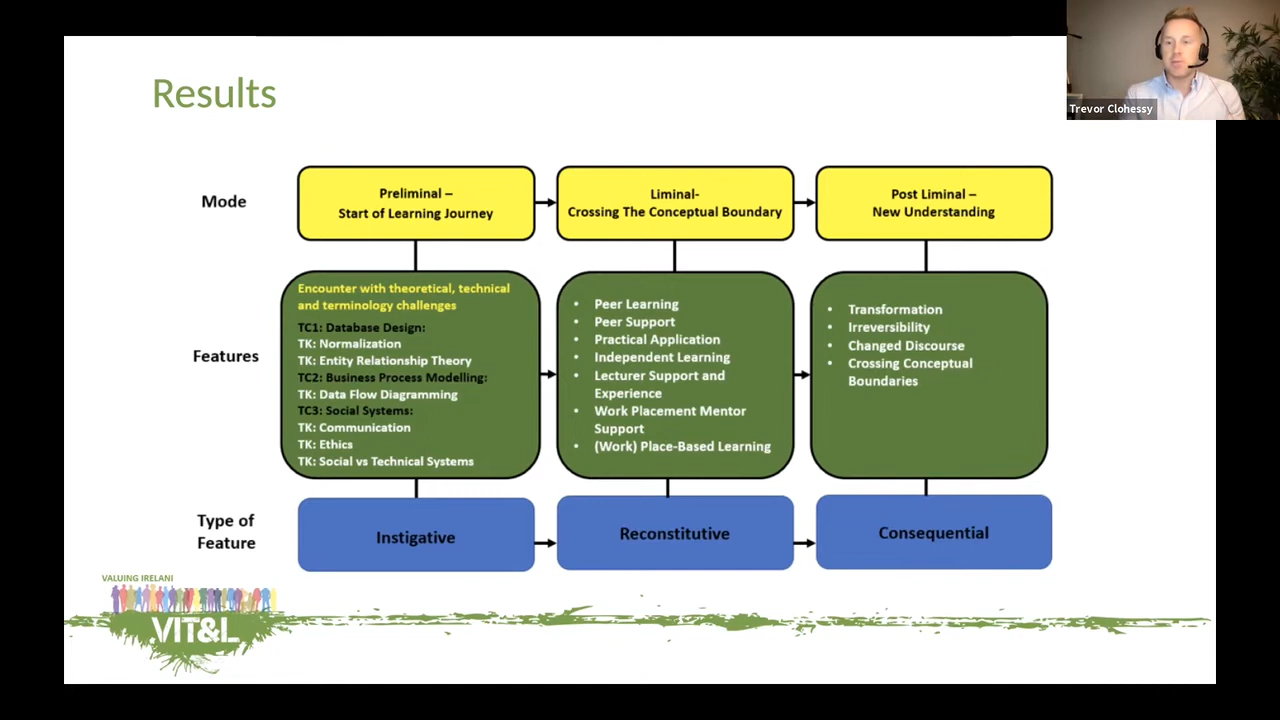 Results
Trevor Clohessy
Mode
Preliminal –
Start of Learning Journey
Liminal-
Crossing The Conceptual Boundary
Post Liminal –
New Understanding
Features
Encounter with theoretical, technical
and terminology challenges
TC1: Database Design:
TK: Normalization
TK: Entity Relationship Theory
TC2: Business Process Modelling:
TK: Data Flow Diagramming
TC3: Social Systems:
TK: Communication
TK: Ethics
TK: Social vs Technical Systems
• Peer Learning
• Peer Support
• Practical Application
• Independent Learning
• Lecturer Support and
Experience
• Work Placement Mentor
Support
• (Work) Place-Based Learning
• Transformation
• Irreversibility
• Changed Discourse
• Crossing Conceptual
Boundaries
Type of
Feature
Instigative
Reconstitutive
Consequential
VALUING IRELAN
VIT&L